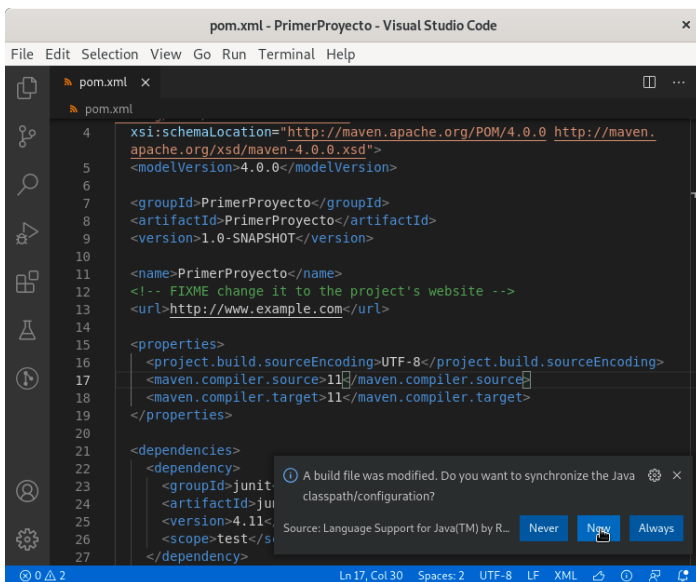 pom.xml - PrimerProyecto - Visual Studio Code
File Edit Selection View Go Run Terminal Help
pom.xml
pom.xml
4 xsi:schemaLocation="http://maven.apache.org/POM/4.0.0 http://maven.
apache.org/xsd/maven-4.0.0.xsd">
5 <modelVersion>4.0.0</modelVersion>
6
7 <groupId>PrimerProyecto</groupId>
8 <artifactId>PrimerProyecto</artifactId>
9 <version>1.0-SNAPSHOT</version>
10
11 <name>PrimerProyecto</name>
12 <!-- FIXME change it to the project's website -->
13 <url>http://www.example.com</url>
14
15 <properties>
16 <project.build.sourceEncoding>UTF-8</project.build.sourceEncoding>
17 <maven.compiler.source>11</maven.compiler.source>
18 <maven.compiler.target>11</maven.compiler.target>
19 </properties>
20
21 <dependencies>
22 <dependency>
23 <groupId>junit
24 <artifactId>ju
25 <version>4.11<
26 <scope>test</s
27 </dependency>
A build file was modified. Do you want to synchronize the Java
classpath/configuration?
Source: Language Support for Java(TM) by R... Never Now Always
0 2 Ln 17, Col 30 Spaces: 2 UTF-8 LF XML